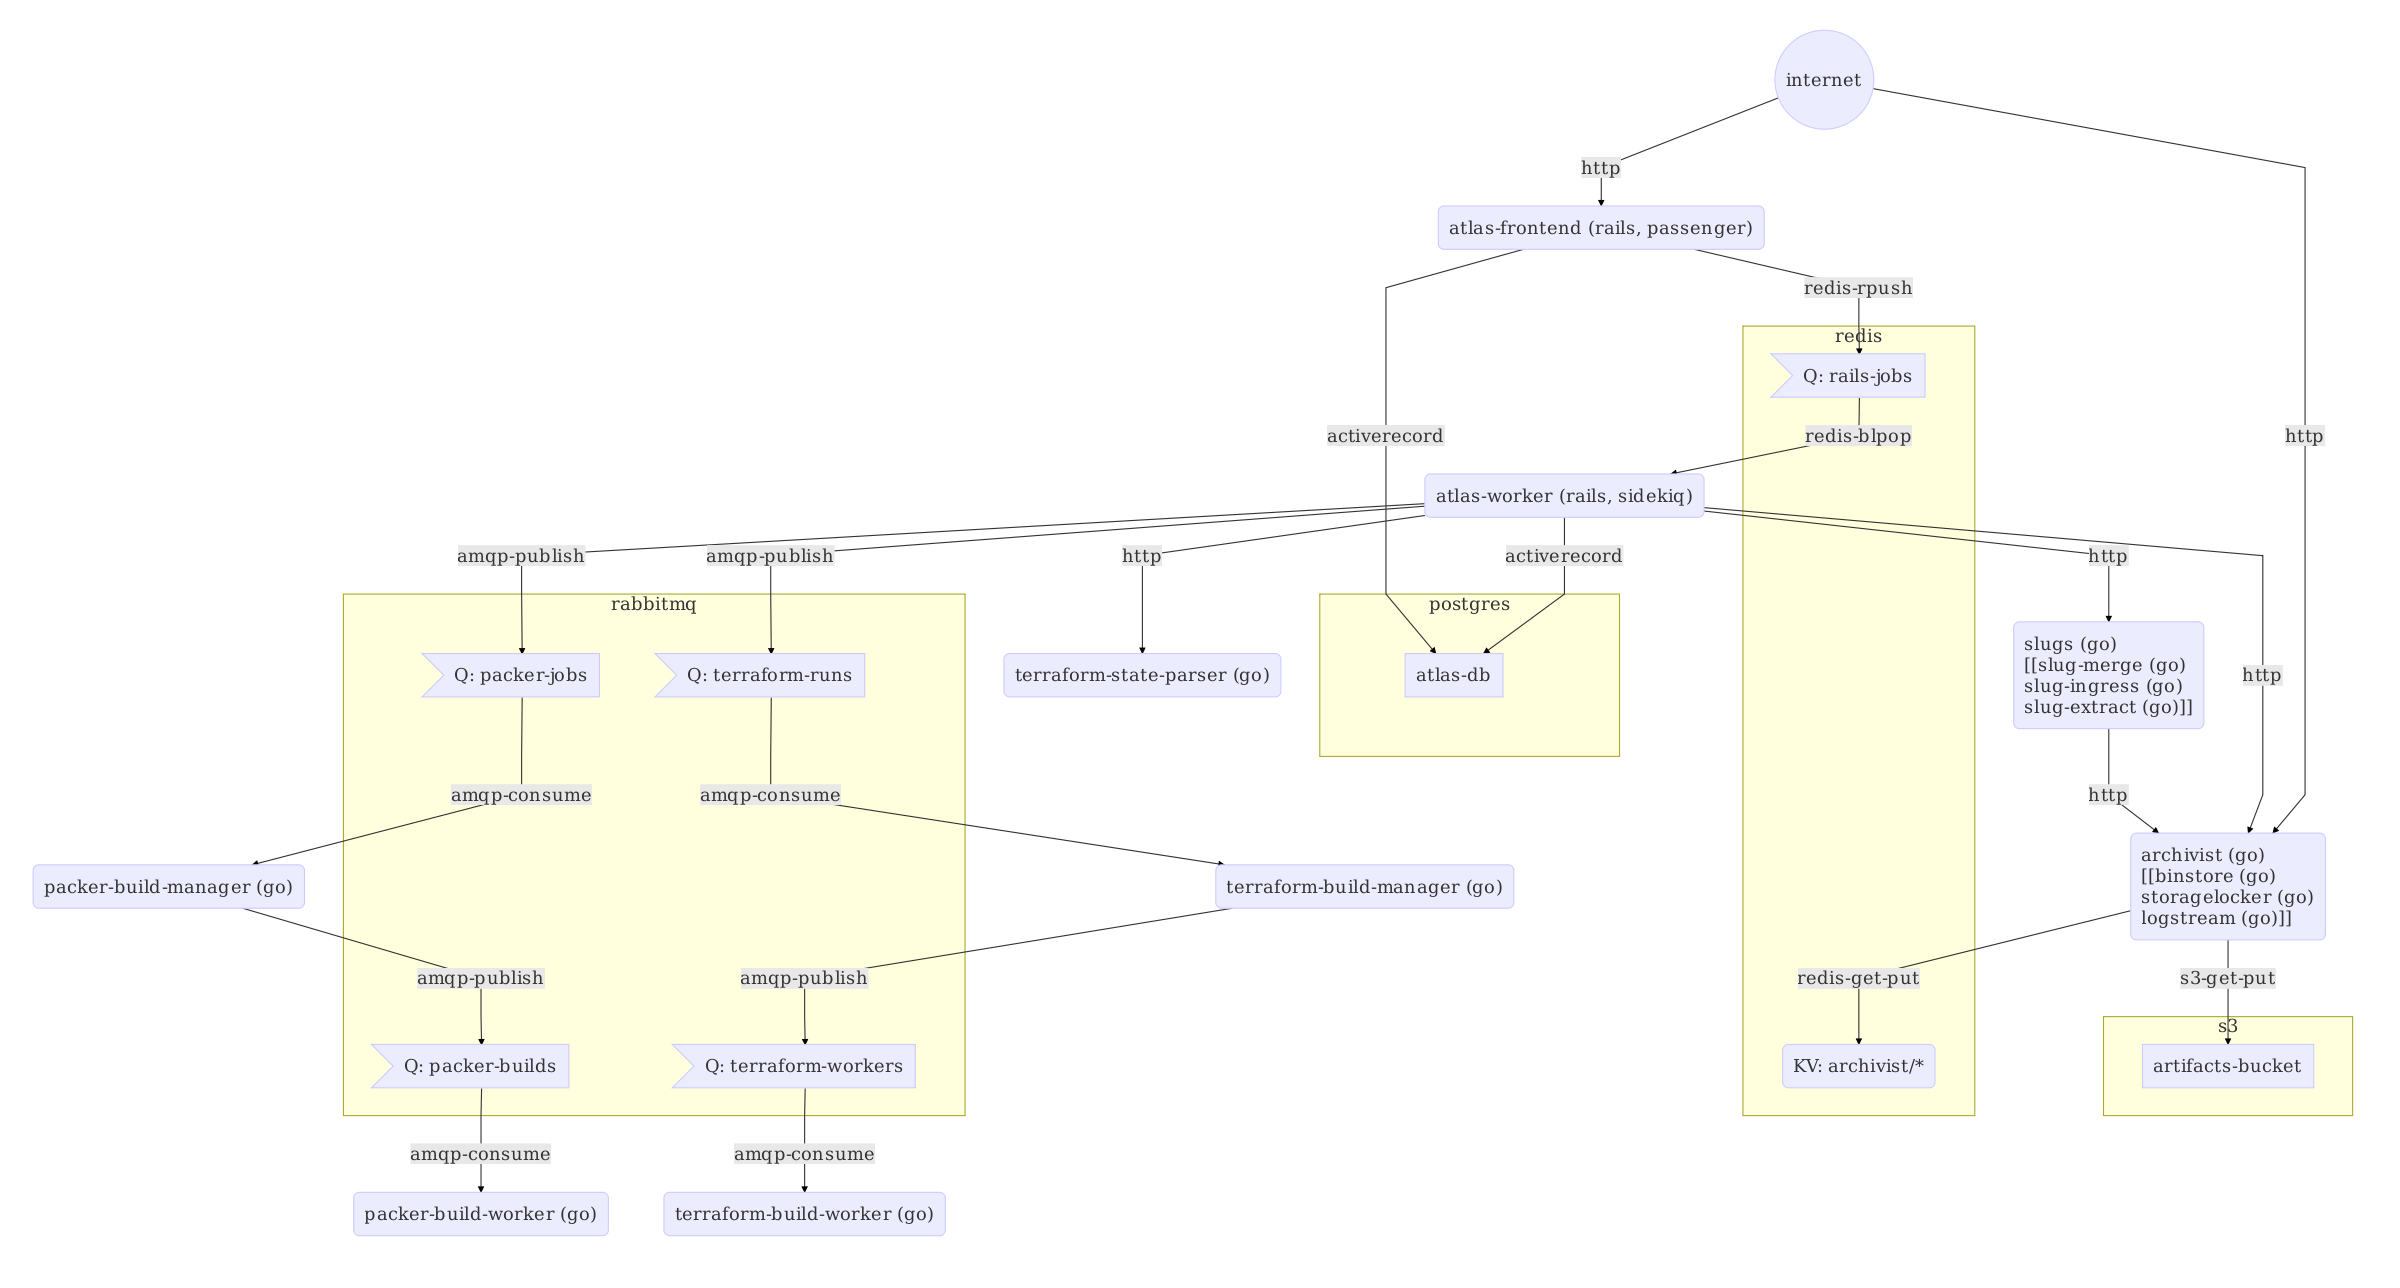 internet
http
atlas-frontend (rails, passenger)
redis-rpush
redis
Q: rails-jobs
activerecord
redis-blpop
http
atlas-worker (rails, sidekiq)
amqp-publish
amqp-publish
http
activerecord
http
rabbitmq
postgres
Q: packer-jobs
Q: terraform-runs
terraform-state-parser (go)
atlas-db
slugs (go)
[[slug-merge (go)
slug-ingress (go)
slug-extract (go)]]
http
amqp-consume
amqp-consume
http
packer-build-manager (go)
terraform-build-manager (go)
archivist (go)
[[binstore (go)
storagelocker (go)
logstream (go)]]
amqp-publish
amqp-publish
redis-get-put
s3-get-put
s3
Q: packer-builds
Q: terraform-workers
KV: archivist/*
artifacts-bucket
amqp-consume
amqp-consume
packer-build-worker (go)
terraform-build-worker (go)